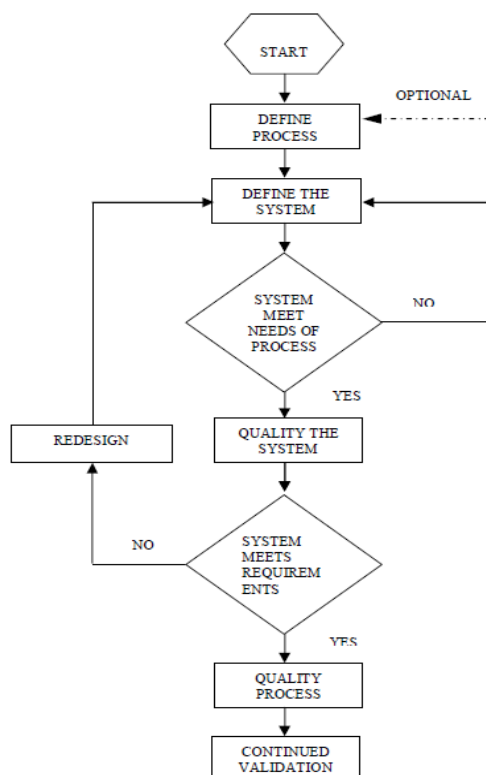 START
OPTIONAL
DEFINE
PROCESS
DEFINE THE
SYSTEM
SYSTEM
MEET
NEEDS OF
PROCESS
NO
YES
REDESIGN
QUALITY THE
SYSTEM
NO
SYSTEM
MEETS
REQUIREM
ENTS
YES
QUALITY
PROCESS
CONTINUED
VALIDATION